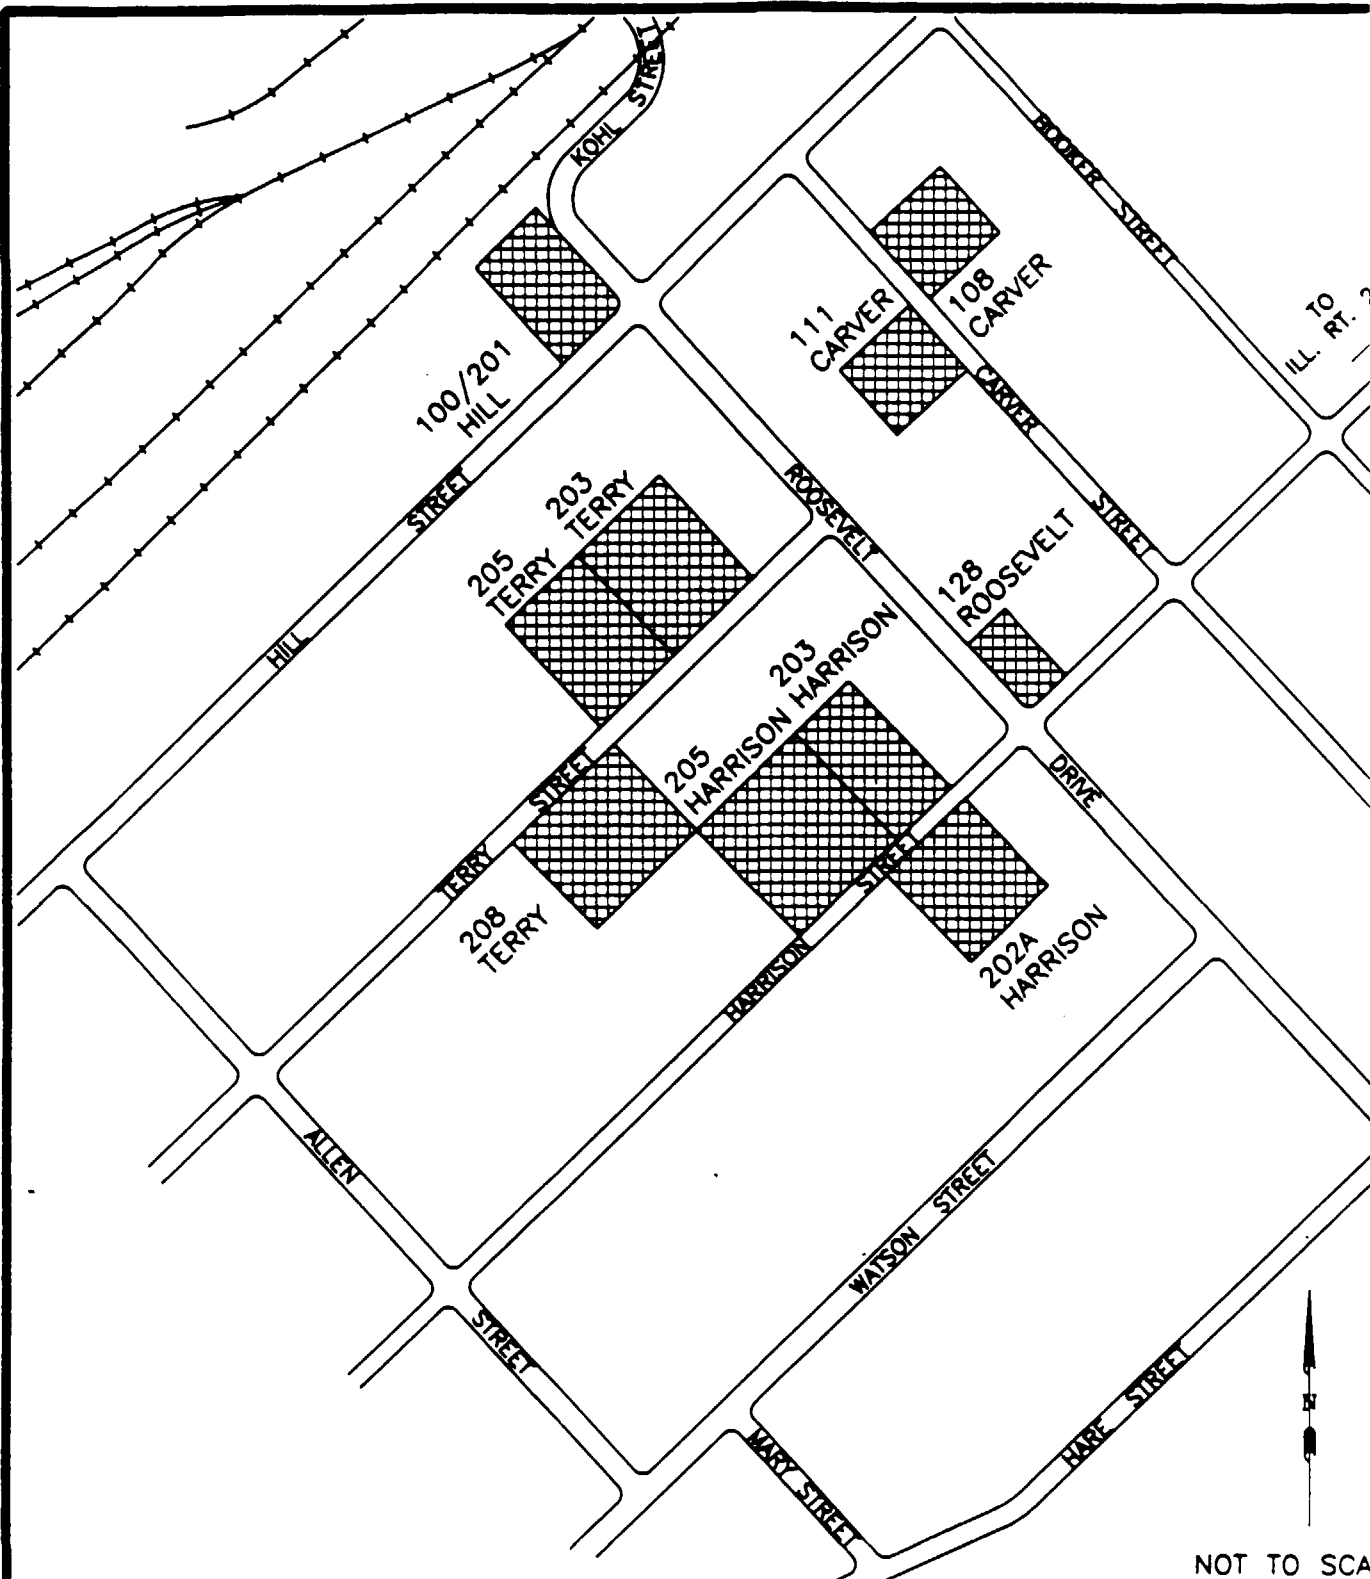 KOHL STREET
BOOKER STREET
TO
ILL. RT.
108
CARVER
111
CARVER
100/201
HILL
CARVER STREET
203
TERRY
205
TERRY
HILL STREET
ROOSEVELT DRIVE
128
ROOSEVELT
203
HARRISON
205
HARRISON
TERRY STREET
208
TERRY
HARRISON STREET
202A
HARRISON
ALLEN STREET
WATSON STREET
MARY STREET
HARE STREET
N
NOT TO SCA